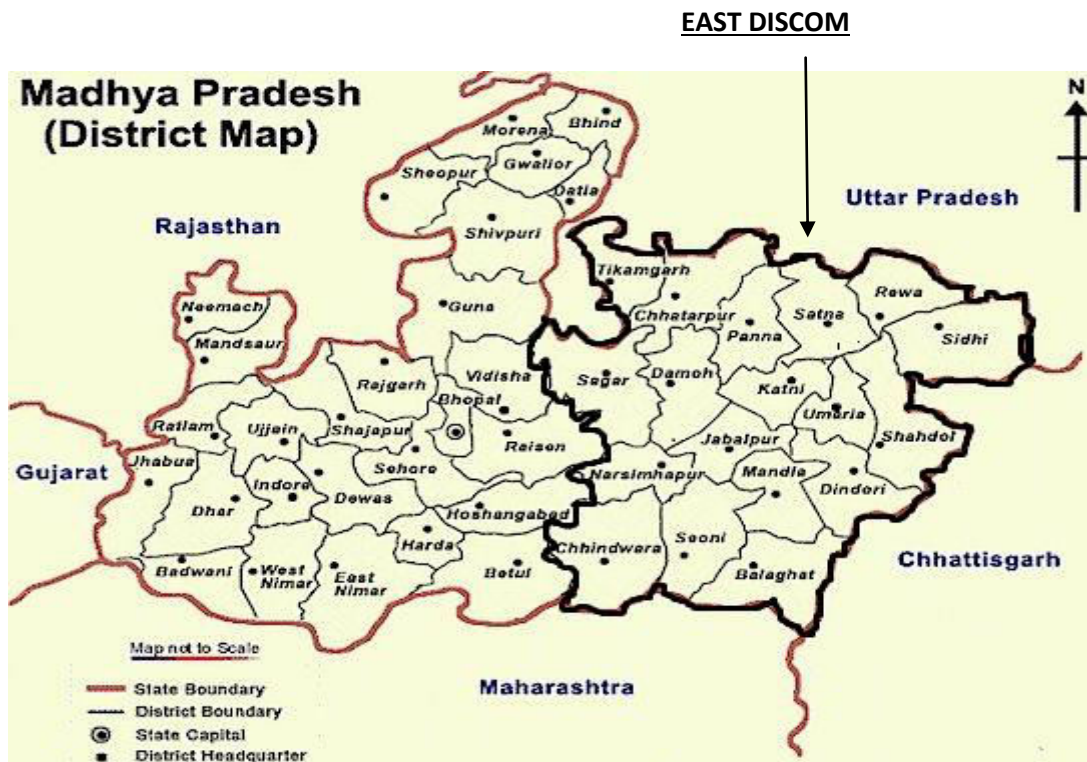 EAST DISCOM
Madhya Pradesh
(District Map)
N
Morena
Bhind
Gwalior
Sheopur
Datia
Uttar Pradesh
Rajasthan
Shivpuri
Tikamgarh
Neemach
Guna
Chhatarpur
Rewa
Satna
Panna
Sidhi
Mandsaur
Rajgarh
Vidisha
Sagar
Damoh
Katni
Bhopal
Umaria
Ratlam
Ujjain
Shajapur
Raisen
Jabalpur
Shahdol
Gujarat
Jhabua
Sehore
Narsimhapur
Mandla
Indore
Dewas
Dindori
Dhar
Hoshangabad
Harda
Chhindwara
Seoni
Chhattisgarh
Badwani
West
Nimar
East
Nimar
Betul
Balaghat
Map not to Scale
Maharashtra
State Boundary
District Boundary
State Capital
District Headquarter